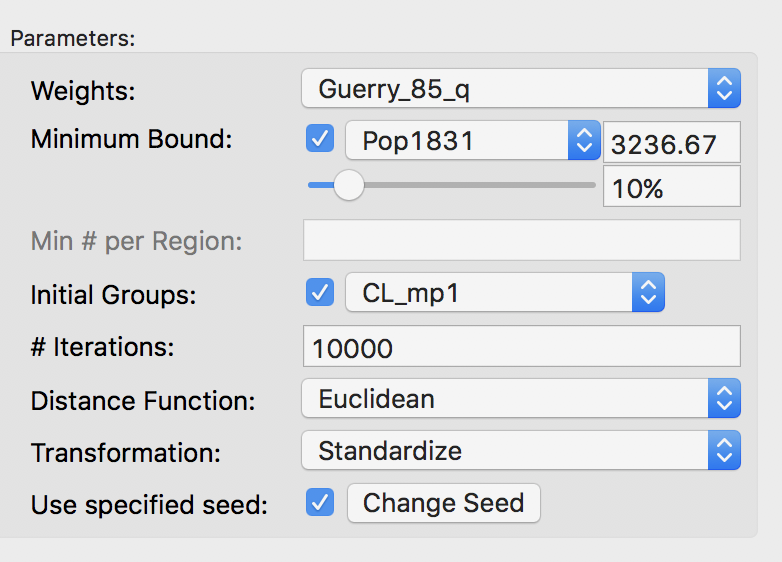 Parameters:
Weights: Guerry_85_q
Minimum Bound: Pop1831 3236.67
10%
Min # per Region:
Initial Groups: CL_mp1
# Iterations: 10000
Distance Function: Euclidean
Transformation: Standardize
Use specified seed: Change Seed